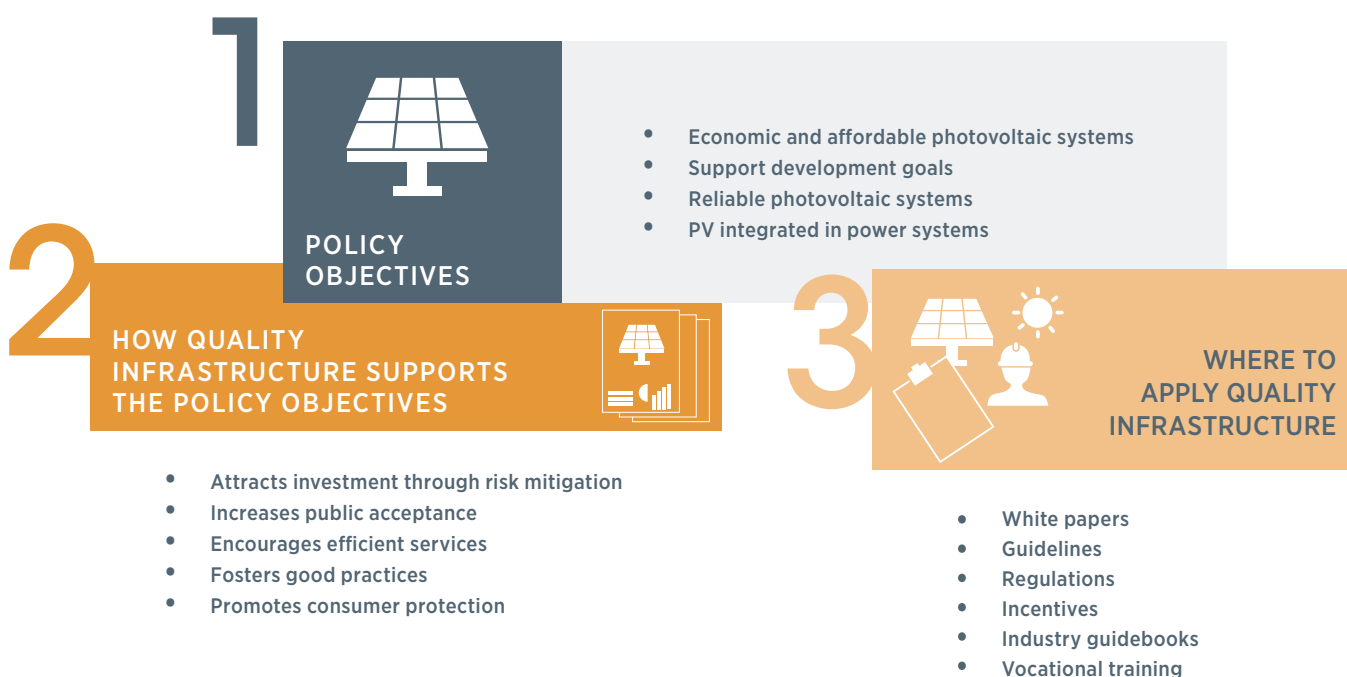 1
POLICY
OBJECTIVES
• Economic and affordable photovoltaic systems
• Support development goals
• Reliable photovoltaic systems
• PV integrated in power systems
2
HOW QUALITY
INFRASTRUCTURE SUPPORTS
THE POLICY OBJECTIVES
• Attracts investment through risk mitigation
• Increases public acceptance
• Encourages efficient services
• Fosters good practices
• Promotes consumer protection
3
WHERE TO
APPLY QUALITY
INFRASTRUCTURE
• White papers
• Guidelines
• Regulations
• Incentives
• Industry guidebooks
• Vocational training